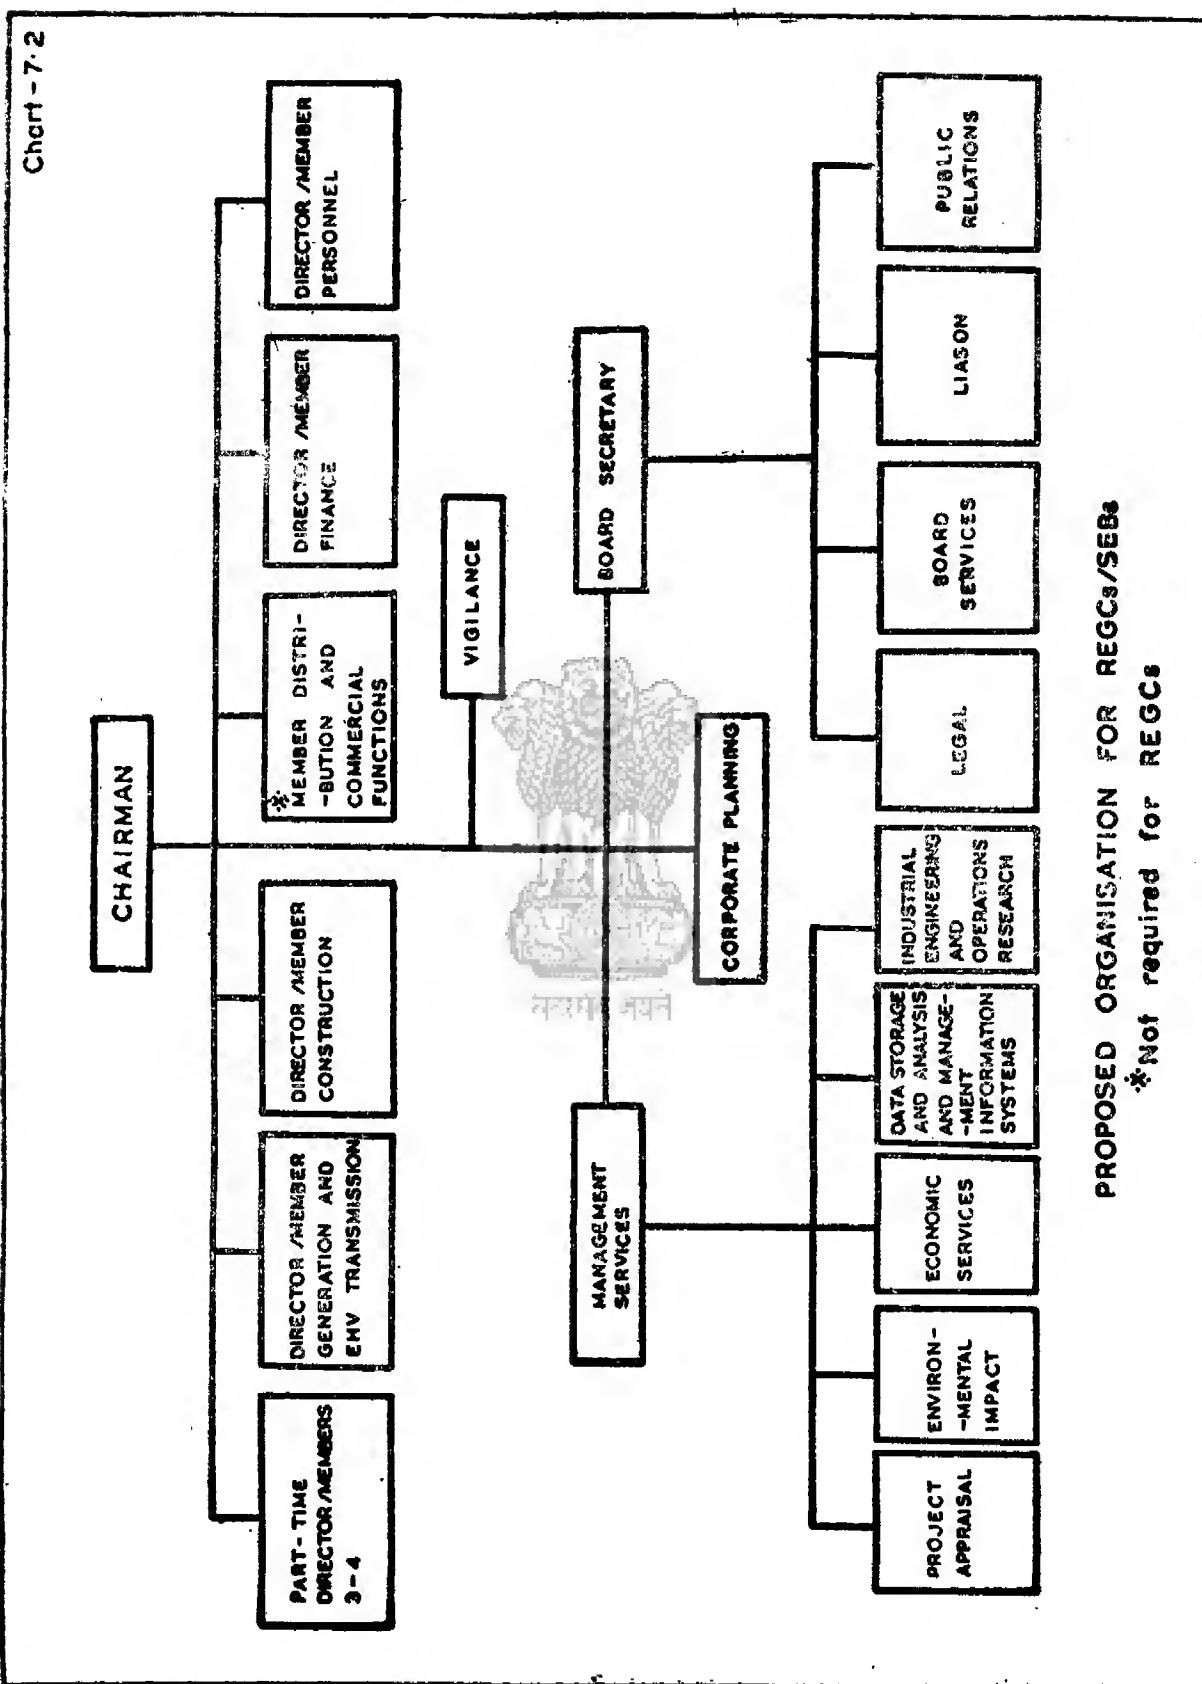 Chart-7.2
CHAIRMAN
PART-TIME
DIRECTOR/MEMBERS
3-4
DIRECTOR/MEMBER
GENERATION AND
EHV TRANSMISSION
DIRECTOR/MEMBER
CONSTRUCTION
※
MEMBER DISTRI-
-BUTION AND
COMMERCIAL
FUNCTIONS
DIRECTOR/MEMBER
FINANCE
DIRECTOR/MEMBER
PERSONNEL
VIGILANCE
MANAGEMENT
SERVICES
BOARD SECRETARY
CORPORATE PLANNING
PROJECT
APPRAISAL
ENVIRON-
-MENTAL
IMPACT
ECONOMIC
SERVICES
DATA STORAGE
AND ANALYSIS
AND MANAGE-
-MENT
INFORMATION
SYSTEMS
INDUSTRIAL
ENGINEERING
AND
OPERATIONS
RESEARCH
LEGAL
BOARD
SERVICES
LIASON
PUBLIC
RELATIONS
सत्यमेव जयते
PROPOSED ORGANISATION FOR REGCs/SEBs
※Not required for REGCs